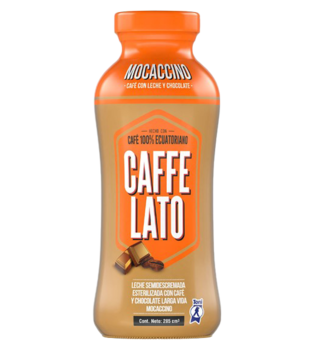 MOCACCINO
CAFÉ CON LECHE Y CHOCOLATE
HECHO CON
CAFÉ 100% ECUATORIANO
CAFFE
LATO
LECHE SEMIDESCREMADA
ESTERILIZADA CON CAFÉ
Y CHOCOLATE LARGA VIDA
MOCACCINO
Cont. Neto: 285 cm³